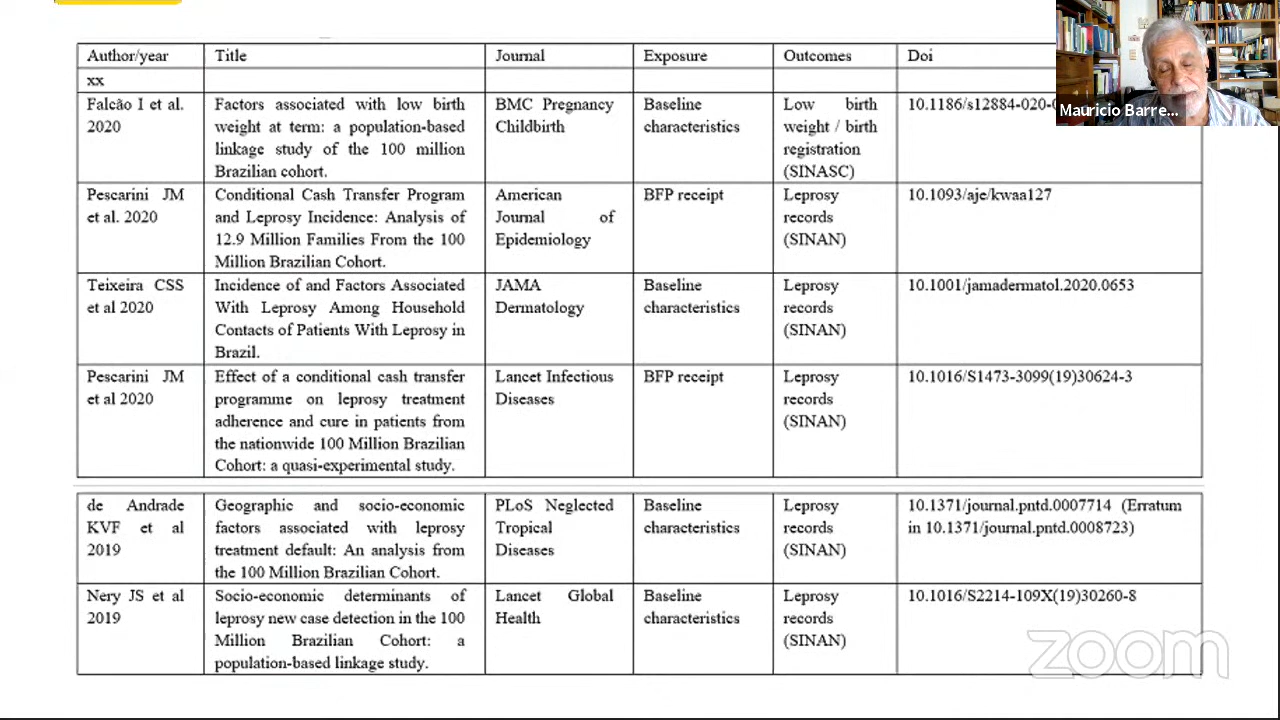 Author/year Title Journal Exposure Outcomes Doi
xx
Falcão I et al. 2020
Factors associated with low birth
weight at term: a population-based
linkage study of the 100 million
Brazilian cohort.
BMC Pregnancy
Childbirth
Baseline
characteristics
Low birth
weight / birth
registration
(SINASC)
10.1186/s12884-020-
Pescarini JM
et al. 2020
Conditional Cash Transfer Program
and Leprosy Incidence: Analysis of
12.9 Million Families From the 100
Million Brazilian Cohort.
American
Journal of
Epidemiology
BFP receipt
Leprosy
records
(SINAN)
10.1093/aje/kwaa127
Teixeira CSS
et al 2020
Incidence of and Factors Associated
With Leprosy Among Household
Contacts of Patients With Leprosy in
Brazil.
JAMA
Dermatology
Baseline
characteristics
Leprosy
records
(SINAN)
10.1001/jamadermatol.2020.0653
Pescarini JM
et al 2020
Effect of a conditional cash transfer
programme on leprosy treatment
adherence and cure in patients from
the nationwide 100 Million Brazilian
Cohort: a quasi-experimental study.
Lancet Infectious
Diseases
BFP receipt
Leprosy
records
(SINAN)
10.1016/S1473-3099(19)30624-3
de Andrade
KVF et al
2019
Geographic and socio-economic
factors associated with leprosy
treatment default: An analysis from
the 100 Million Brazilian Cohort.
PLoS Neglected
Tropical
Diseases
Baseline
characteristics
Leprosy
records
(SINAN)
10.1371/journal.pntd.0007714 (Erratum
in 10.1371/journal.pntd.0008723)
Nery JS et al
2019
Socio-economic determinants of
leprosy new case detection in the 100
Million Brazilian Cohort: a
population-based linkage study.
Lancet Global
Health
Baseline
characteristics
Leprosy
records
(SINAN)
10.1016/S2214-109X(19)30260-8
Mauricio Barre...
zoom